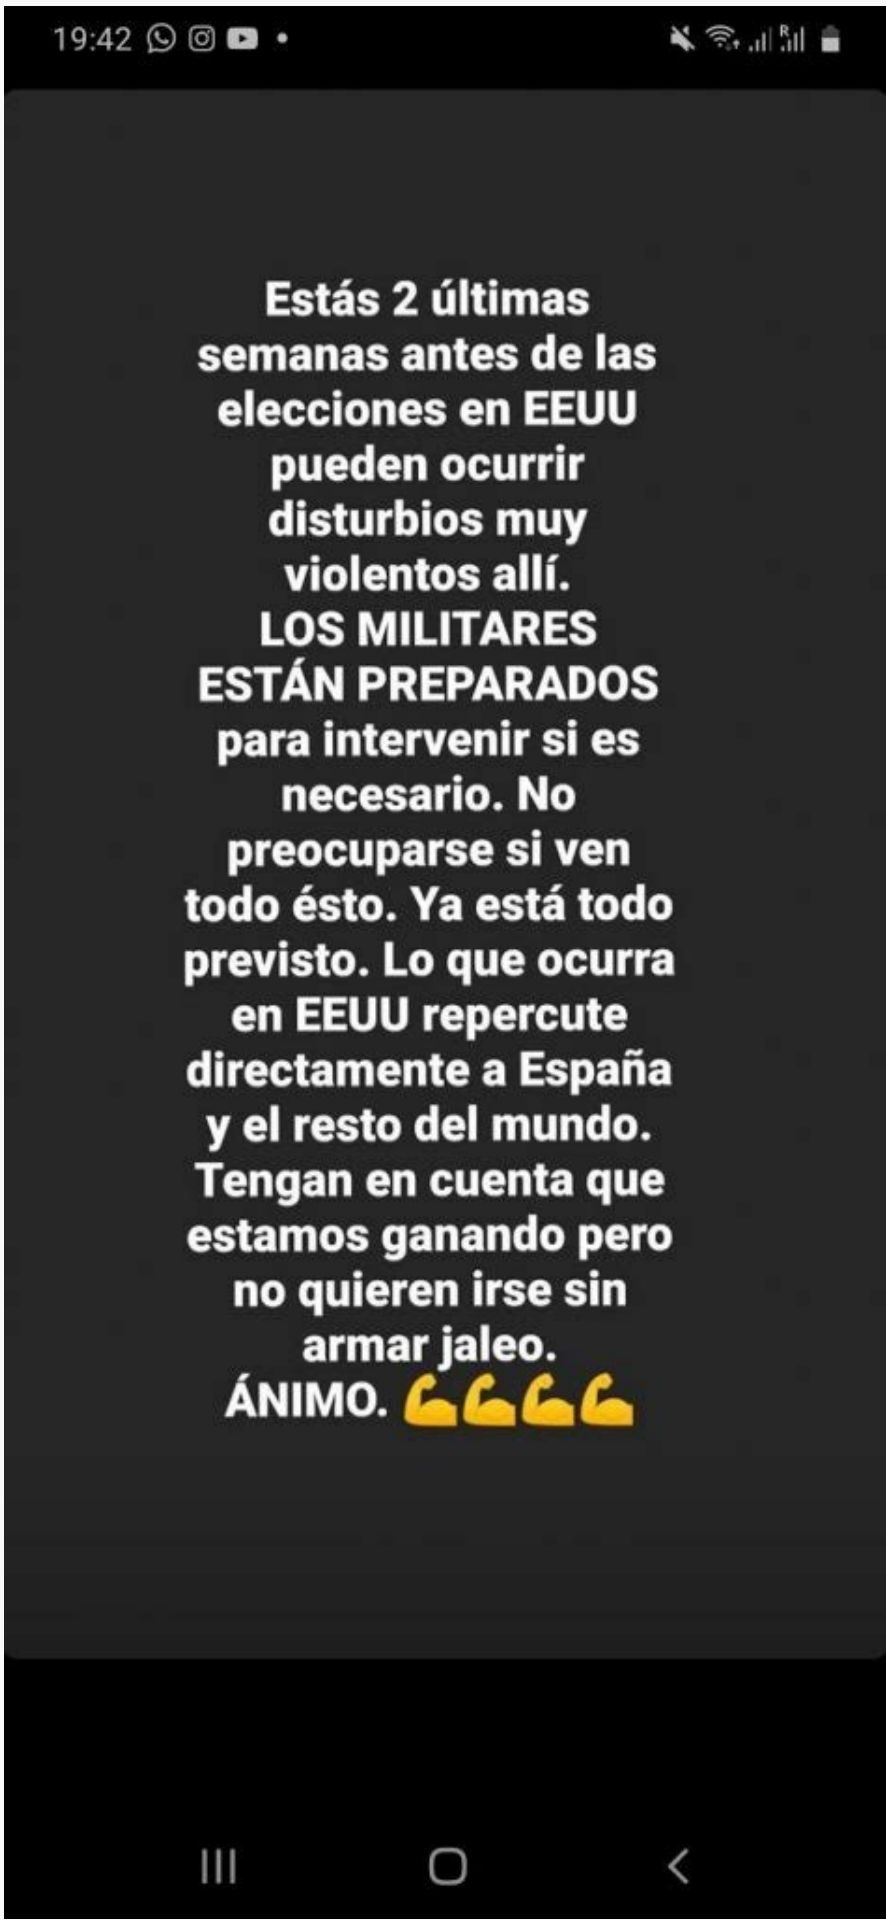 19:42
Estás 2 últimas
semanas antes de las
elecciones en EEUU
pueden ocurrir
disturbios muy
violentos allí.
LOS MILITARES
ESTÁN PREPARADOS
para intervenir si es
necesario. No
preocuparse si ven
todo ésto. Ya está todo
previsto. Lo que ocurra
en EEUU repercute
directamente a España
y el resto del mundo.
Tengan en cuenta que
estamos ganando pero
no quieren irse sin
armar jaleo.
ÁNIMO. 💪💪💪💪